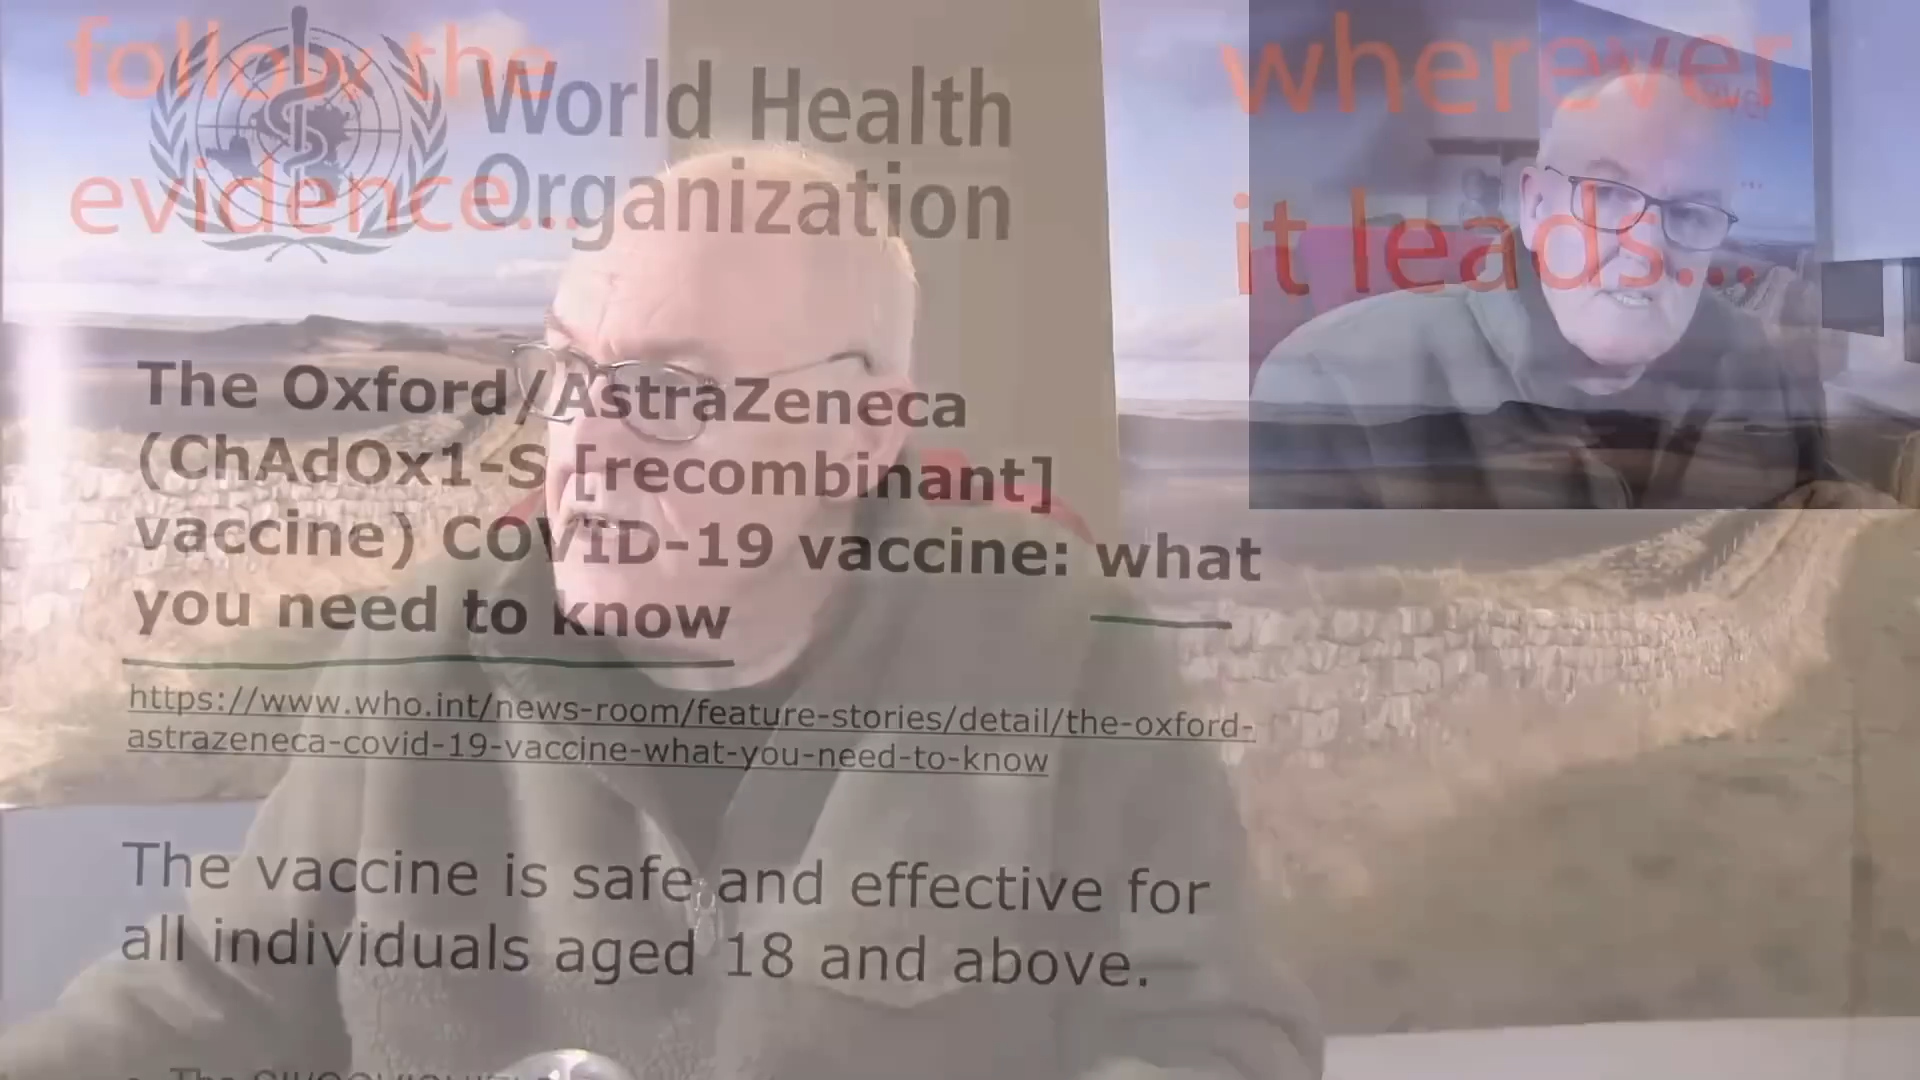 follow the
evidence...
wherever
it leads...
World Health
Organization
The Oxford/AstraZeneca
(ChAdOx1-S [recombinant]
vaccine) COVID-19 vaccine: what
you need to know
https://www.who.int/news-room/feature-stories/detail/the-oxford-
astrazeneca-covid-19-vaccine-what-you-need-to-know
The vaccine is safe and effective for
all individuals aged 18 and above.